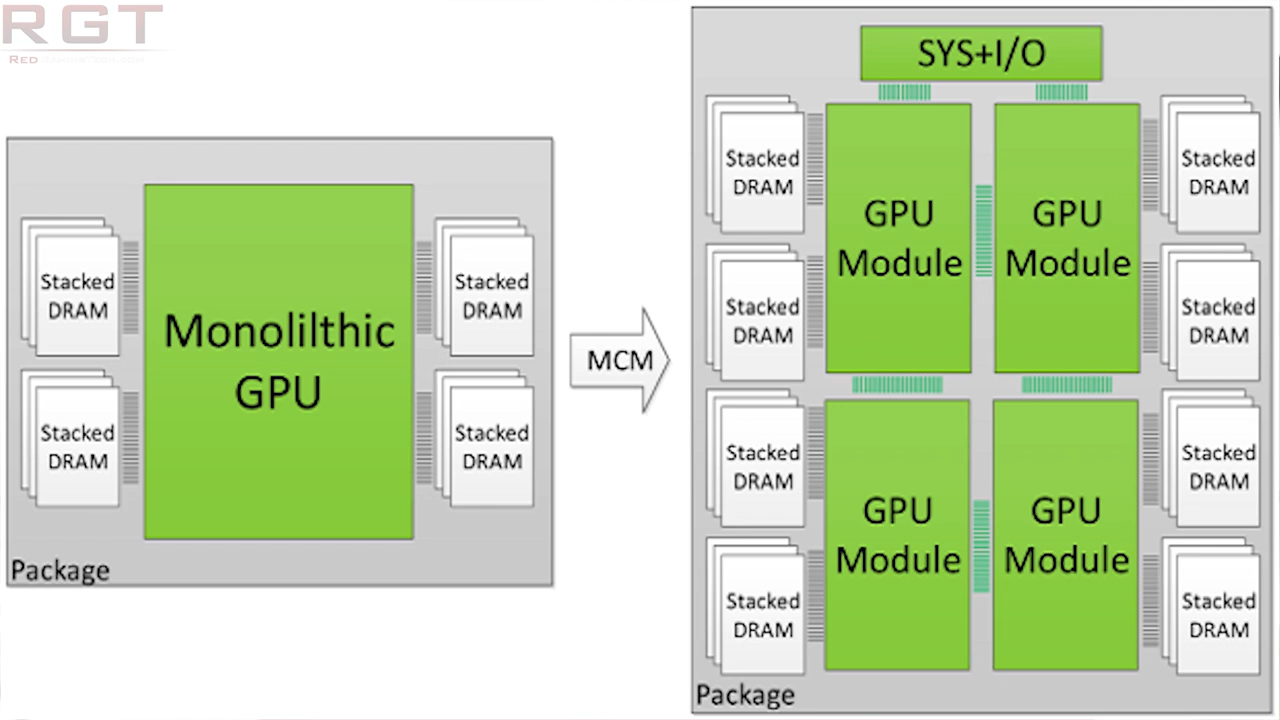 RGT
Red
Stacked
DRAM
Stacked
DRAM
Monolilthic
GPU
Stacked
DRAM
Stacked
DRAM
Package
MCM
SYS+I/O
Stacked
DRAM
Stacked
DRAM
Stacked
DRAM
Stacked
DRAM
GPU
Module
GPU
Module
GPU
Module
GPU
Module
Stacked
DRAM
Stacked
DRAM
Stacked
DRAM
Stacked
DRAM
Package